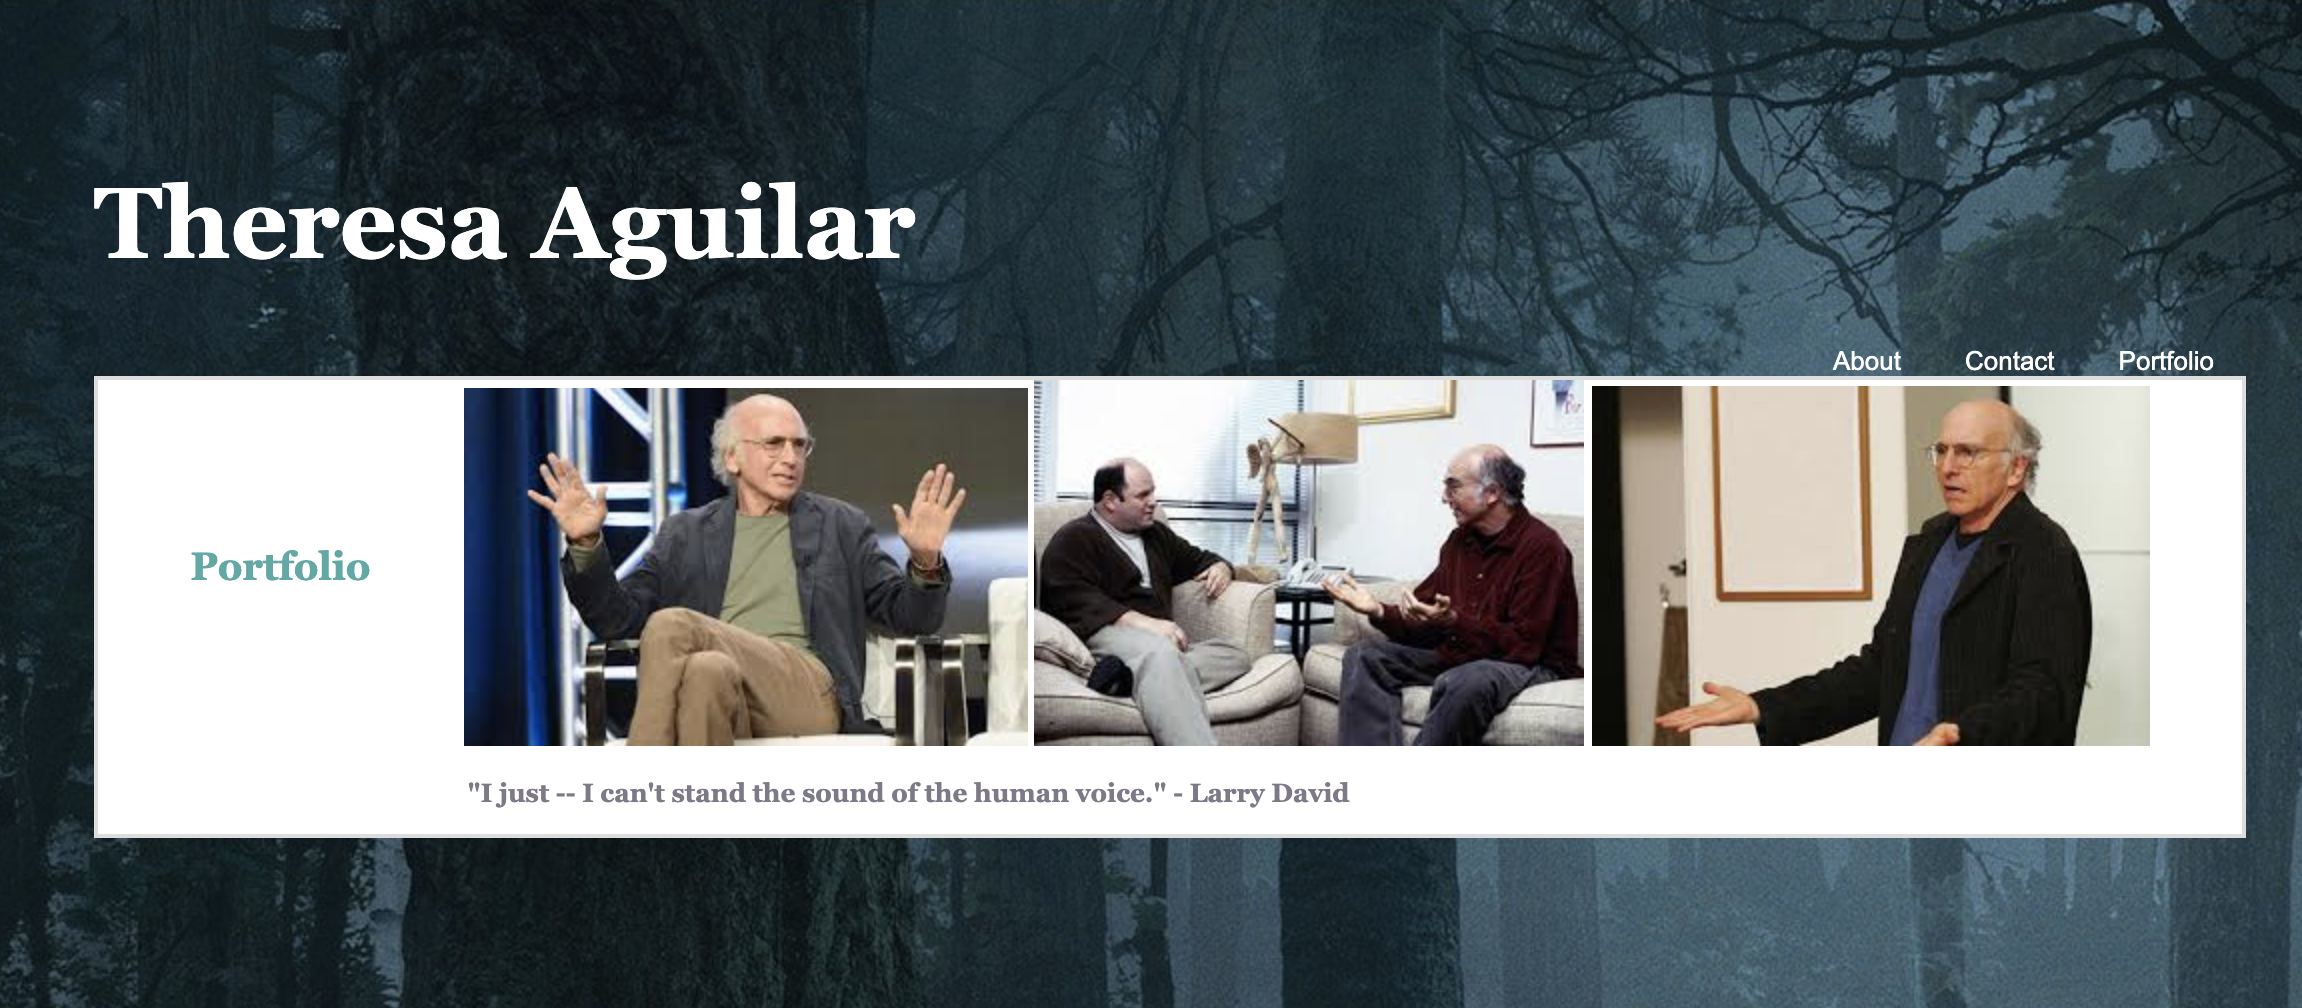 Theresa Aguilar
About Contact Portfolio
Portfolio
"I just -- I can't stand the sound of the human voice." - Larry David